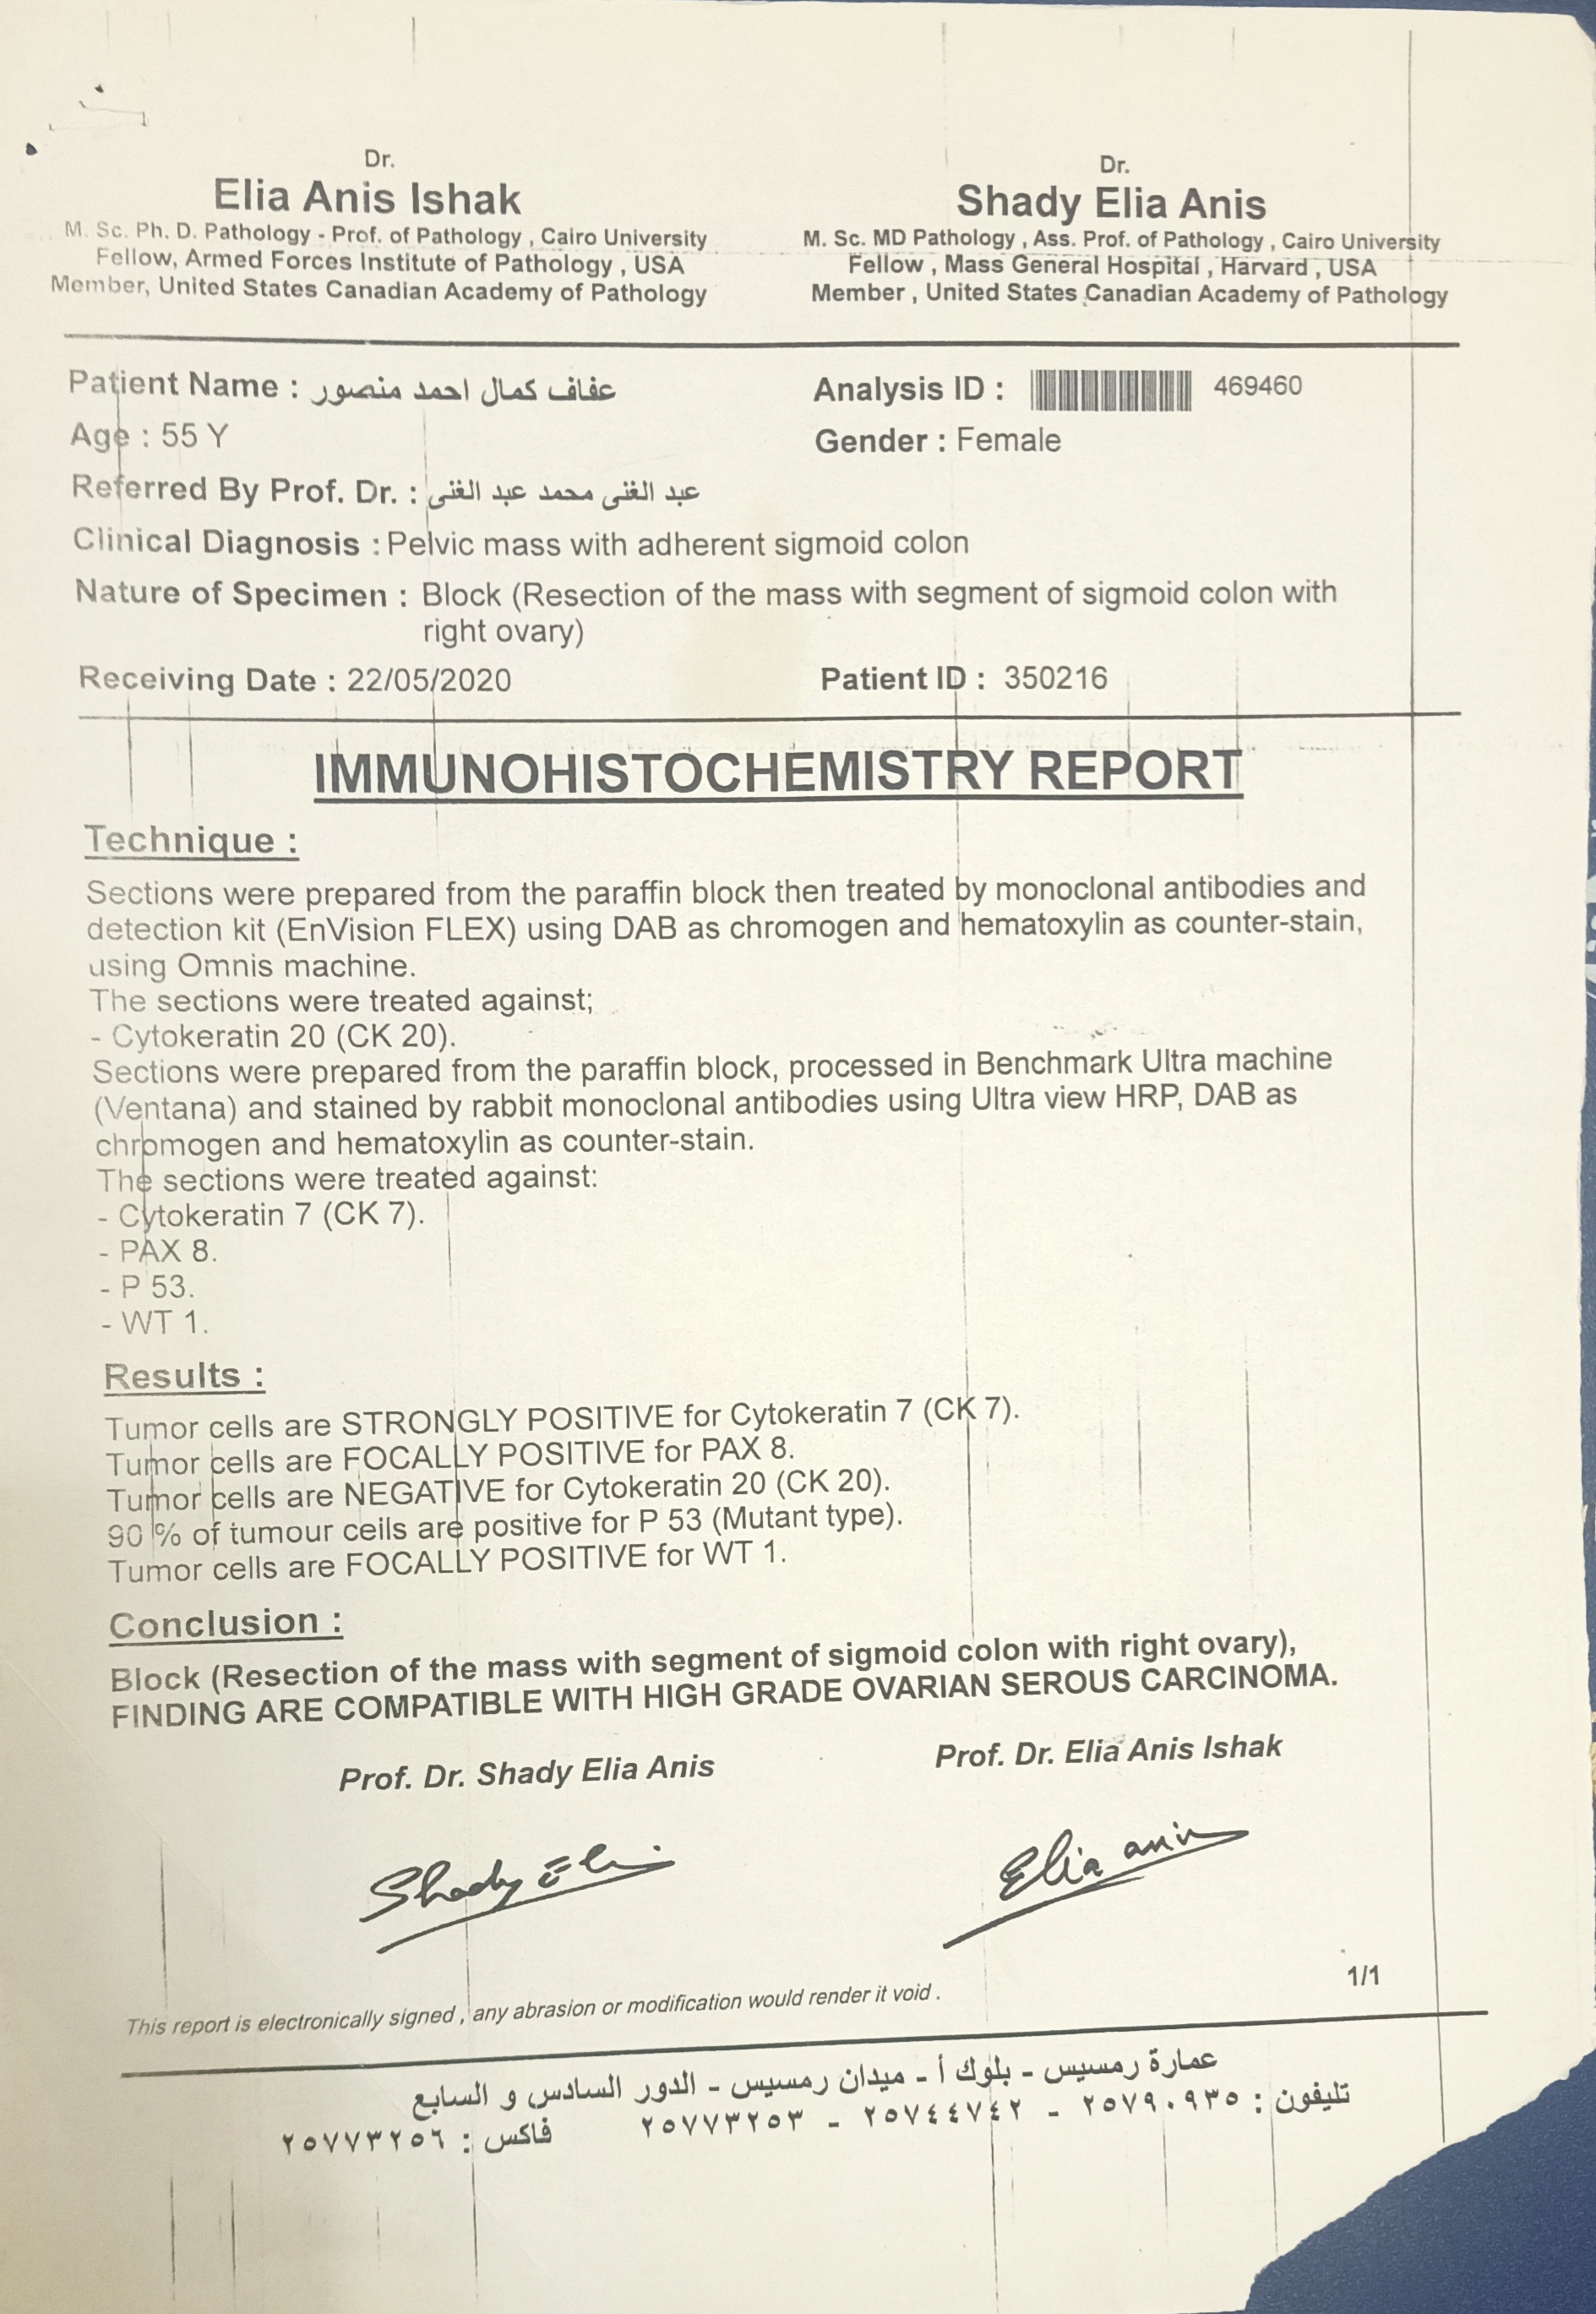 Dr.
Elia Anis Ishak
M. Sc. Ph. D. Pathology - Prof. of Pathology , Cairo University
Fellow, Armed Forces Institute of Pathology , USA
Member, United States Canadian Academy of Pathology
Dr.
Shady Elia Anis
M. Sc. MD Pathology , Ass. Prof. of Pathology , Cairo University
Fellow , Mass General Hospital , Harvard , USA
Member , United States Canadian Academy of Pathology
Patient Name : عفاف كمال احمد منصور
Analysis ID : 469460
Age : 55 Y
Gender : Female
Referred By Prof. Dr. : عبد الغنى محمد عبد الغنى
Clinical Diagnosis : Pelvic mass with adherent sigmoid colon
Nature of Specimen : Block (Resection of the mass with segment of sigmoid colon with
right ovary)
Receiving Date : 22/05/2020
Patient ID : 350216
IMMUNOHISTOCHEMISTRY REPORT
Technique :
Sections were prepared from the paraffin block then treated by monoclonal antibodies and
detection kit (EnVision FLEX) using DAB as chromogen and hematoxylin as counter-stain,
using Omnis machine.
The sections were treated against;
- Cytokeratin 20 (CK 20).
Sections were prepared from the paraffin block, processed in Benchmark Ultra machine
(Ventana) and stained by rabbit monoclonal antibodies using Ultra view HRP, DAB as
chromogen and hematoxylin as counter-stain.
The sections were treated against:
- Cytokeratin 7 (CK 7).
- PAX 8.
- P 53.
- WT 1.
Results :
Tumor cells are STRONGLY POSITIVE for Cytokeratin 7 (CK 7).
Tumor cells are FOCALLY POSITIVE for PAX 8.
Tumor cells are NEGATIVE for Cytokeratin 20 (CK 20).
90 % of tumour cells are positive for P 53 (Mutant type).
Tumor cells are FOCALLY POSITIVE for WT 1.
Conclusion :
Block (Resection of the mass with segment of sigmoid colon with right ovary),
FINDING ARE COMPATIBLE WITH HIGH GRADE OVARIAN SEROUS CARCINOMA.
Prof. Dr. Shady Elia Anis
Prof. Dr. Elia Anis Ishak
Shady Eli
Elia anis
1/1
This report is electronically signed , any abrasion or modification would render it void .
عمارة رمسيس - بلوك أ - ميدان رمسيس - الدور السادس و السابع
تليفون : ٢٥٧٩٠٩٣٥ - ٢٥٧٤٤٧٤٢ - ٢٥٧٧٣٢٥٣ فاكس : ٢٥٧٧٣٢٥٦